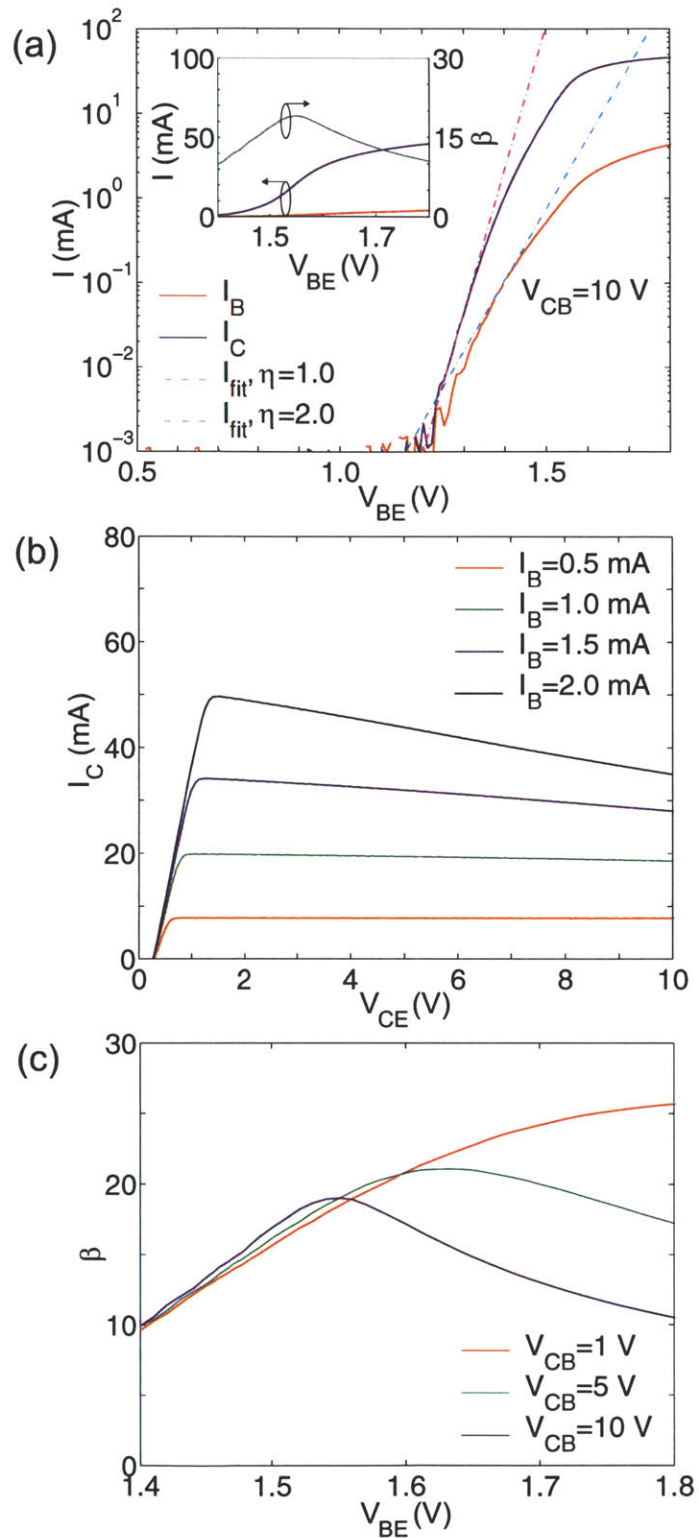 (a)
I (mA)
10²
10¹
10⁰
10⁻¹
10⁻²
10⁻³
0.5
1.0
1.5
V_BE (V)
I (mA)
100
50
0
β
30
15
0
1.5
1.7
V_BE (V)
V_CB=10 V
I_B
I_C
I_fit, η=1.0
I_fit, η=2.0
(b)
I_C (mA)
80
60
40
20
0
0
2
4
6
8
10
V_CE (V)
I_B=0.5 mA
I_B=1.0 mA
I_B=1.5 mA
I_B=2.0 mA
(c)
β
30
20
10
0
1.4
1.5
1.6
1.7
1.8
V_BE (V)
V_CB=1 V
V_CB=5 V
V_CB=10 V